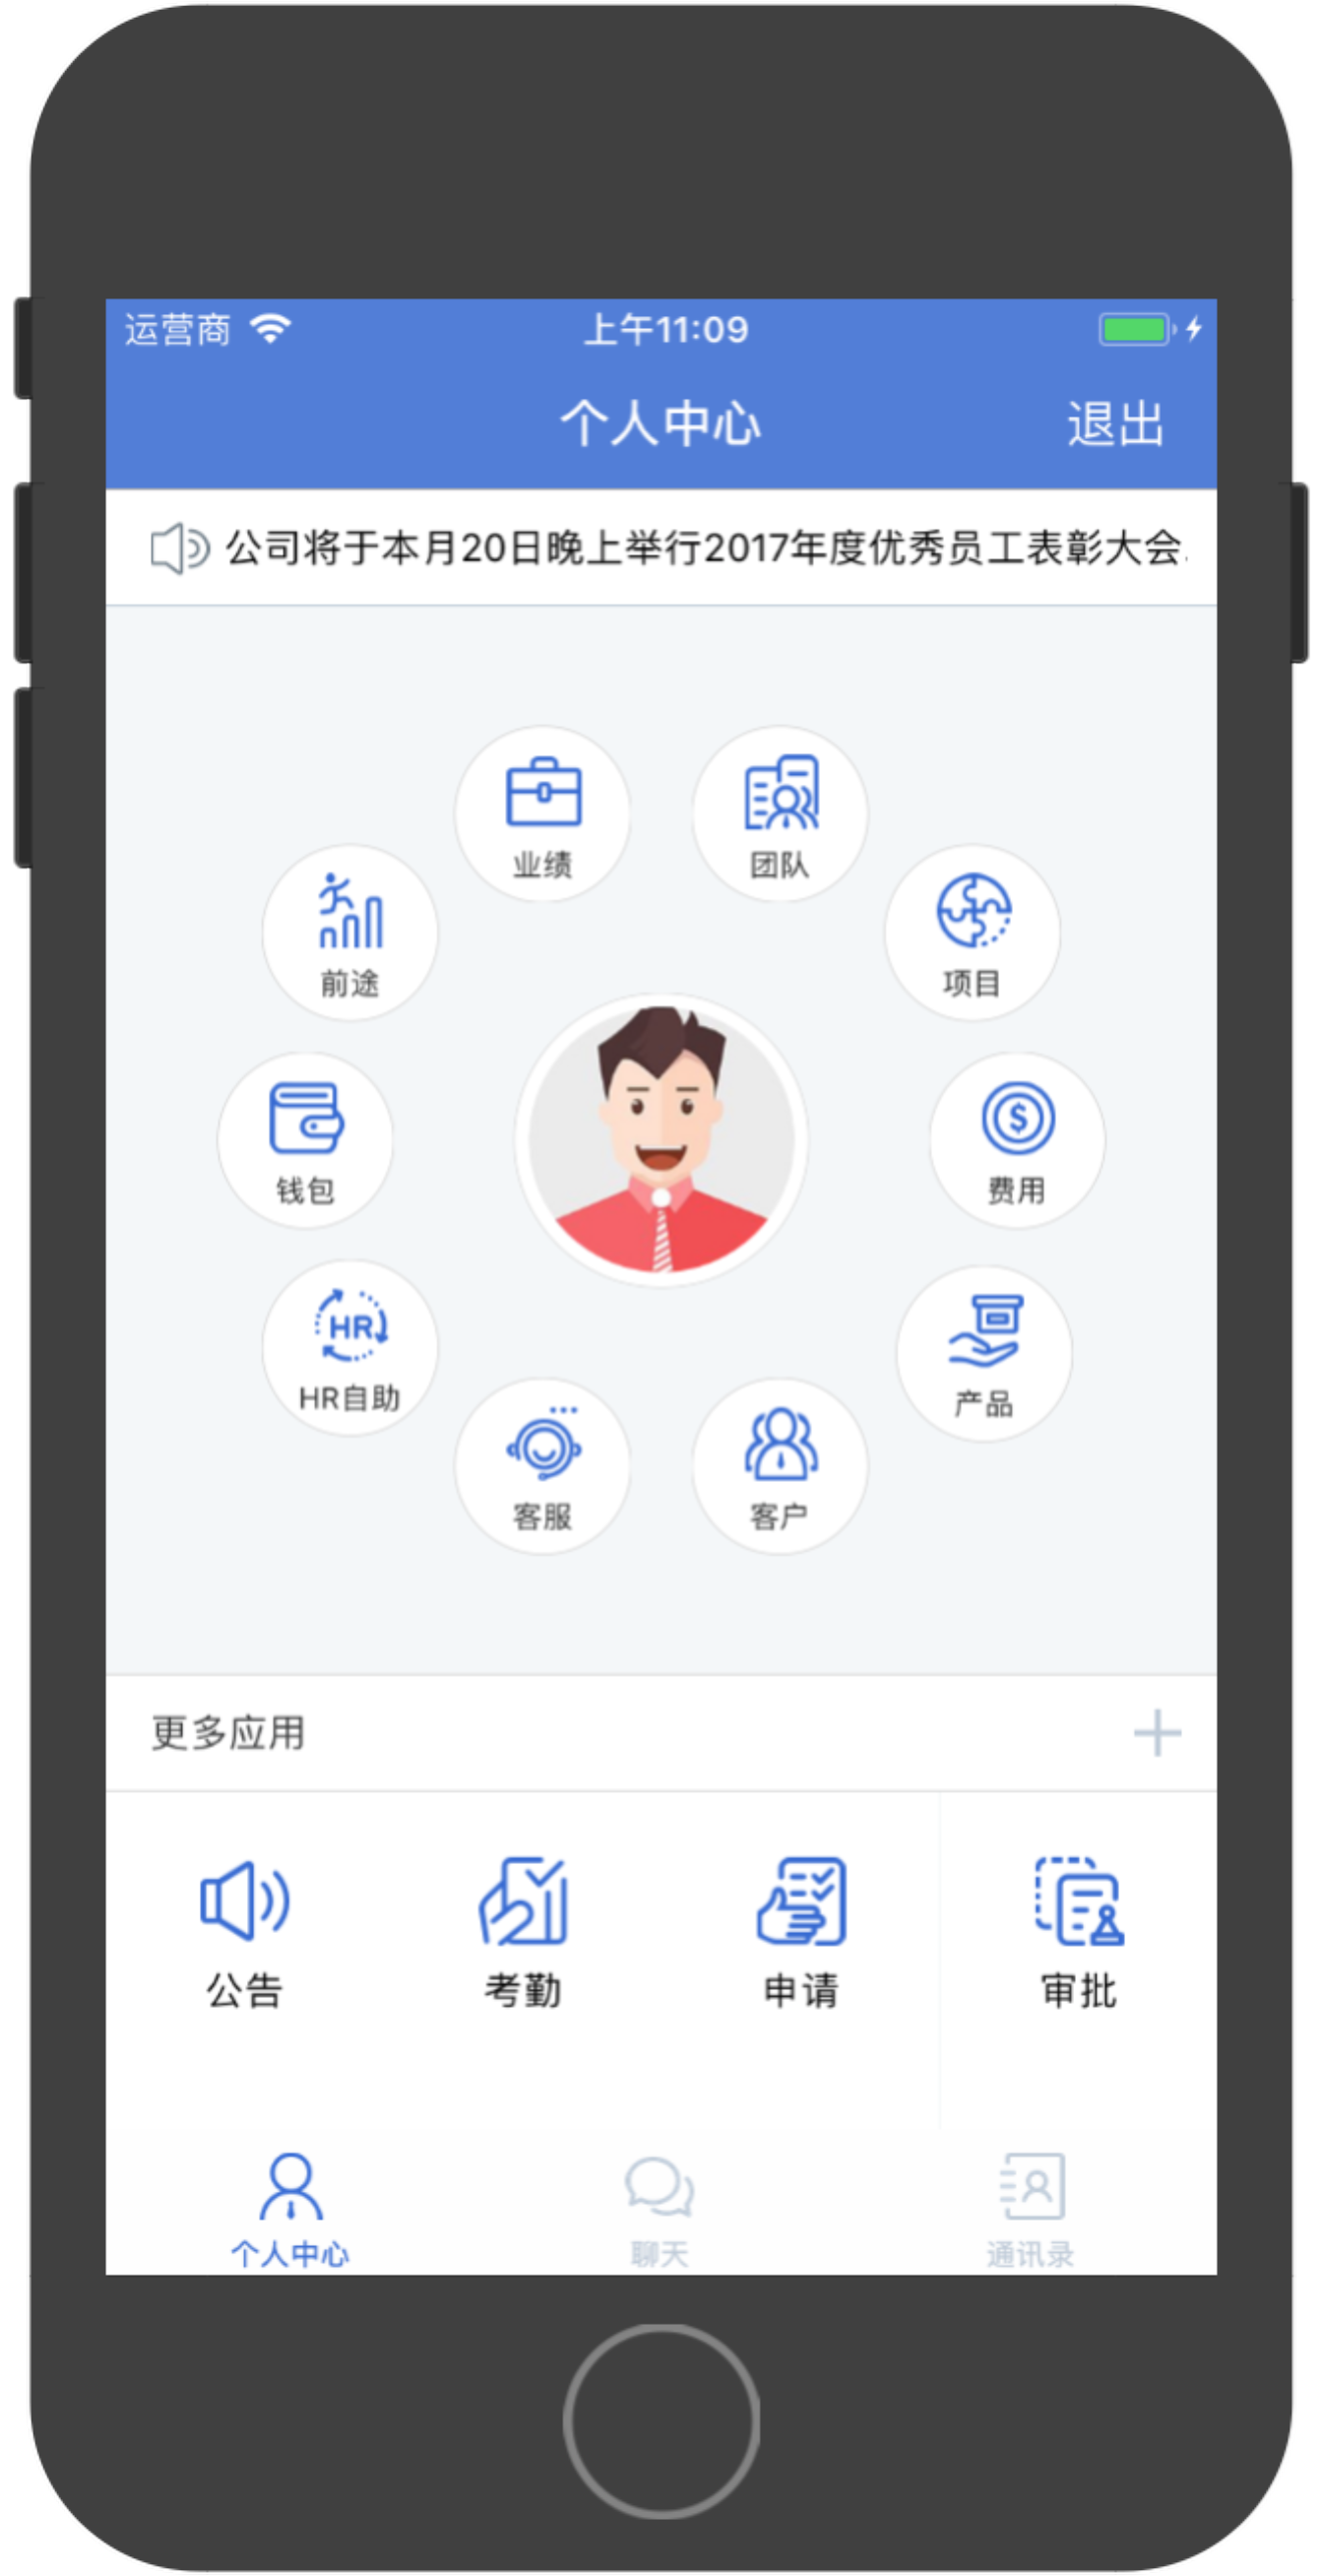 运营商 上午11:09
个人中心 退出
公司将于本月20日晚上举行2017年度优秀员工表彰大会
业绩 团队
前途 项目
钱包 费用
HR
HR自助 产品
客服 客户
更多应用
公告 考勤 申请 审批
个人中心 聊天 通讯录